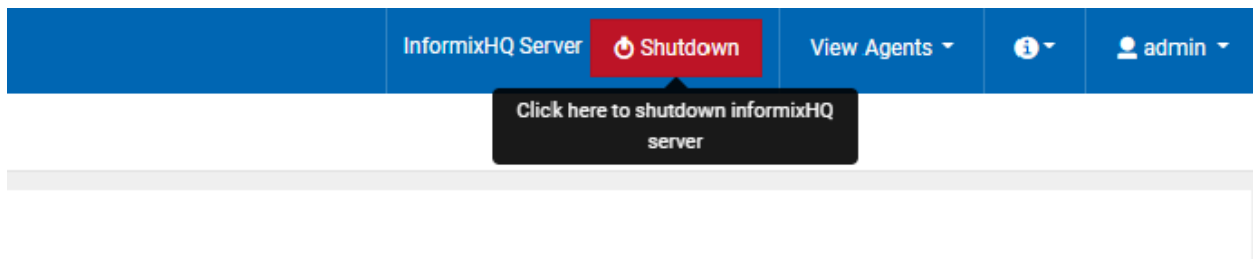 InformixHQ Server Shutdown View Agents admin
Click here to shutdown informixHQ
server